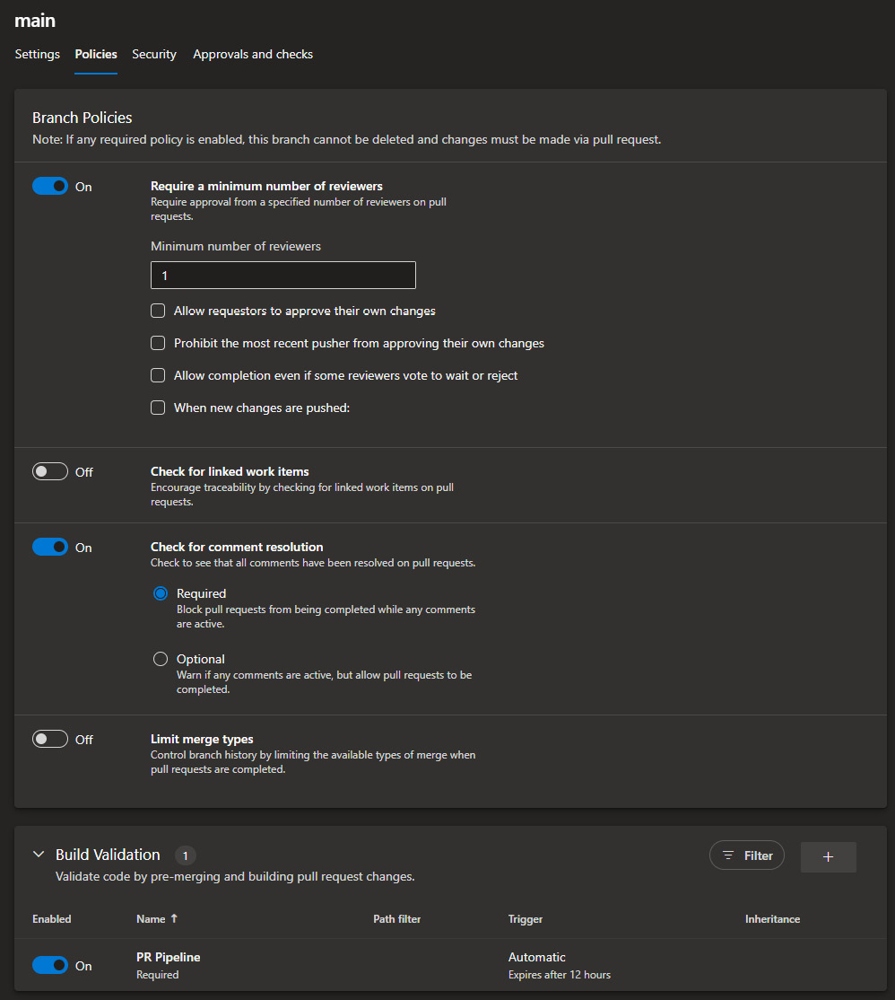 main
Settings Policies Security Approvals and checks
Branch Policies
Note: If any required policy is enabled, this branch cannot be deleted and changes must be made via pull request.
On
Require a minimum number of reviewers
Require approval from a specified number of reviewers on pull
requests.
Minimum number of reviewers
1
Allow requestors to approve their own changes
Prohibit the most recent pusher from approving their own changes
Allow completion even if some reviewers vote to wait or reject
When new changes are pushed:
Off
Check for linked work items
Encourage traceability by checking for linked work items on pull
requests.
On
Check for comment resolution
Check to see that all comments have been resolved on pull requests.
Required
Block pull requests from being completed while any comments
are active.
Optional
Warn if any comments are active, but allow pull requests to be
completed.
Off
Limit merge types
Control branch history by limiting the available types of merge when
pull requests are completed.
Build Validation 1
Filter
+
Validate code by pre-merging and building pull request changes.
Enabled Name ↑ Path filter Trigger Inheritance
On
PR Pipeline
Required
Automatic
Expires after 12 hours